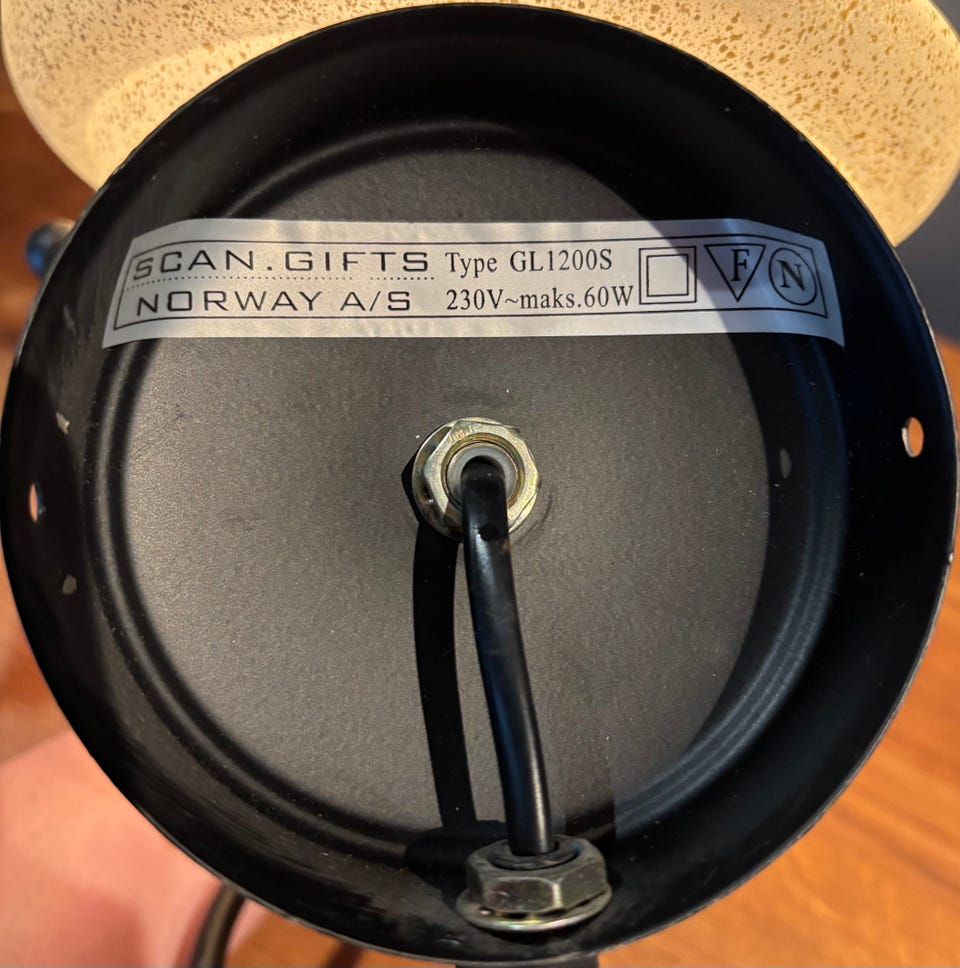 SCAN.GIFTS Type GL1200S
NORWAY A/S 230V~maks.60W
F
N